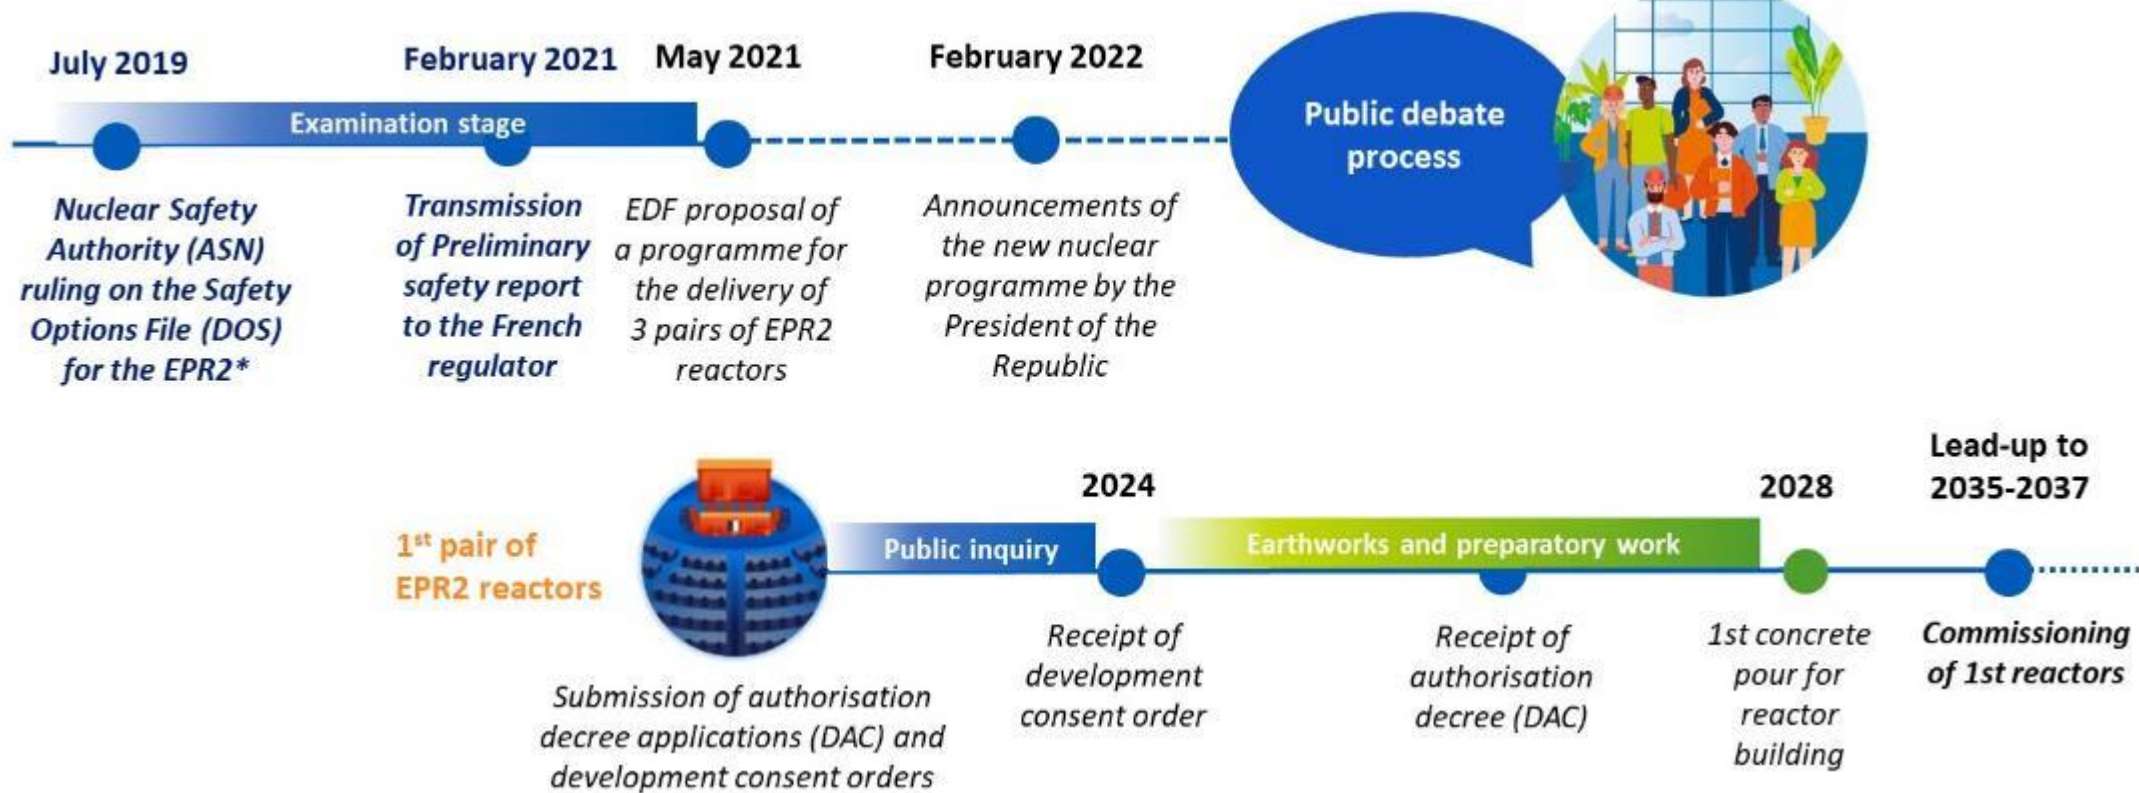 July 2019
February 2021
May 2021
February 2022
Examination stage
Public debate
process
Nuclear Safety
Authority (ASN)
ruling on the Safety
Options File (DOS)
for the EPR2*
Transmission
of Preliminary
safety report
to the French
regulator
EDF proposal of
a programme for
the delivery of
3 pairs of EPR2
reactors
Announcements of
the new nuclear
programme by the
President of the
Republic
1st pair of
EPR2 reactors
Submission of authorisation
decree applications (DAC) and
development consent orders
Public inquiry
2024
Receipt of
development
consent order
Earthworks and preparatory work
Receipt of
authorisation
decree (DAC)
2028
1st concrete
pour for
reactor
building
Lead-up to
2035-2037
Commissioning
of 1st reactors